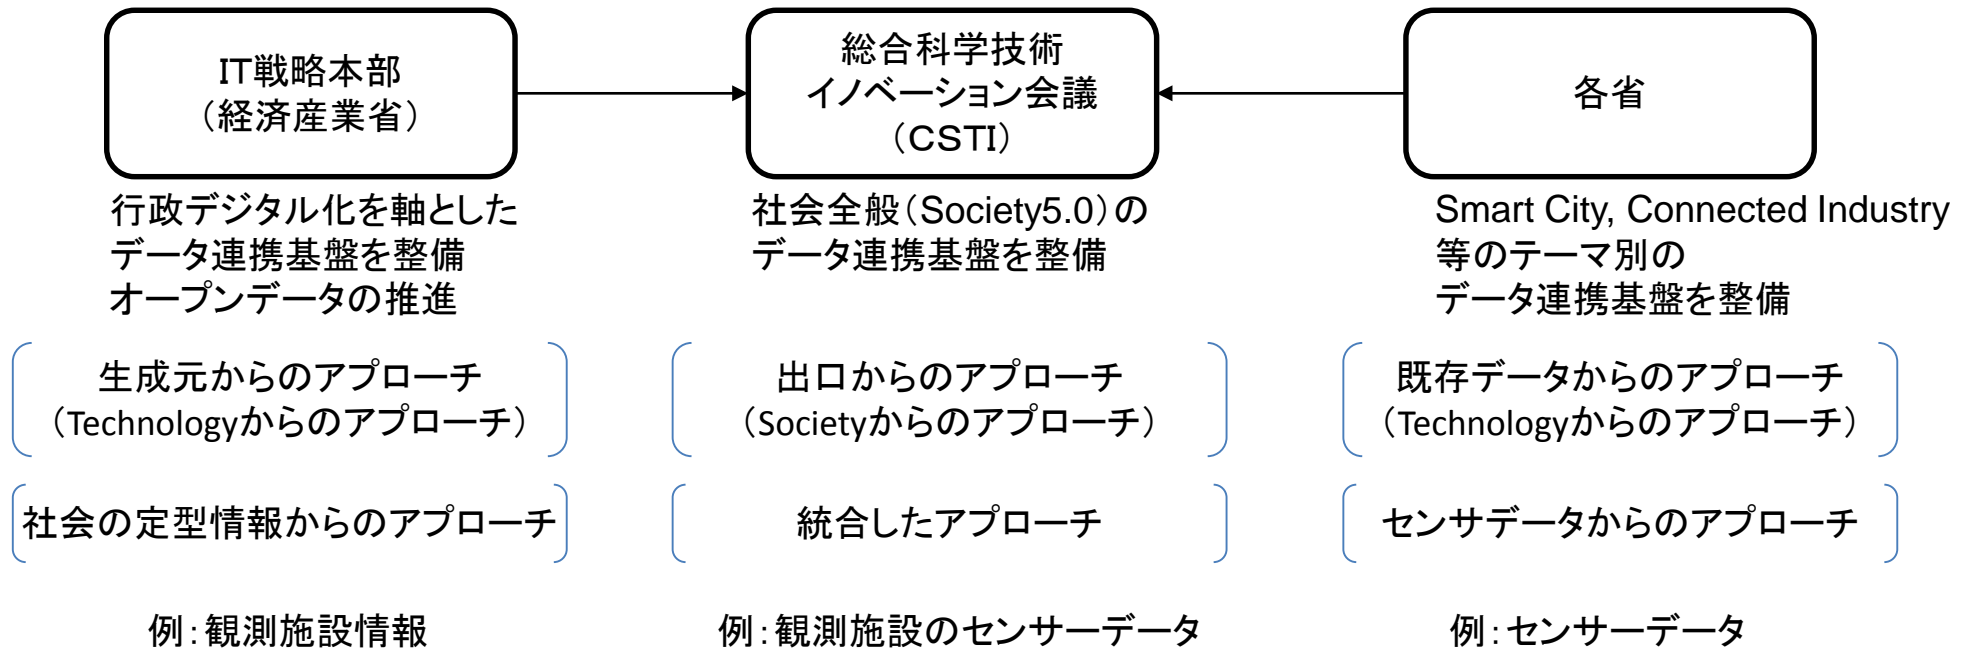 IT戦略本部
（経済産業省）
行政デジタル化を軸とした
データ連携基盤を整備
オープンデータの推進
生成元からのアプローチ
（Technologyからのアプローチ）
社会の定型情報からのアプローチ
例：観測施設情報
総合科学技術
イノベーション会議
（CSTI）
社会全般（Society5.0）の
データ連携基盤を整備
出口からのアプローチ
（Societyからのアプローチ）
統合したアプローチ
例：観測施設のセンサーデータ
各省
Smart City, Connected Industry
等のテーマ別の
データ連携基盤を整備
既存データからのアプローチ
（Technologyからのアプローチ）
センサデータからのアプローチ
例：センサーデータ